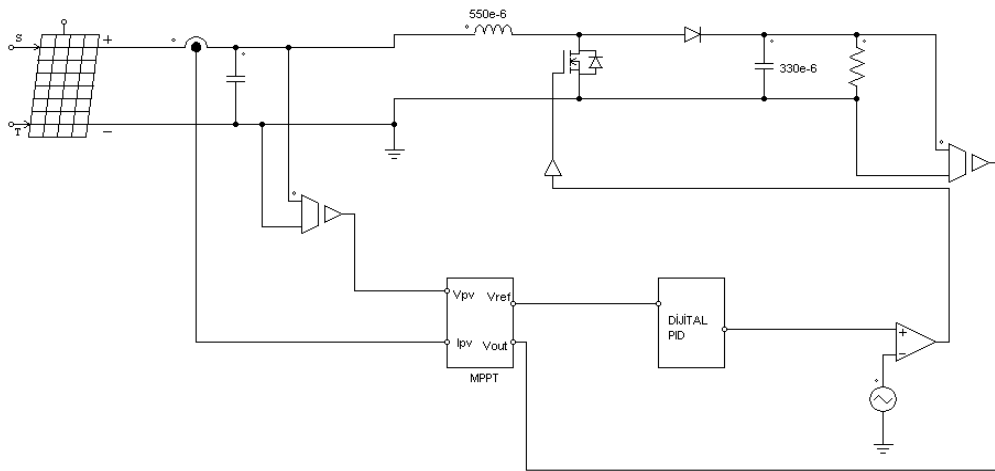 550e-6
S
+
330e-6
T
−
Vpv
Vref
DİJİTAL
PID
Ipv
Vout
+
−
MPPT